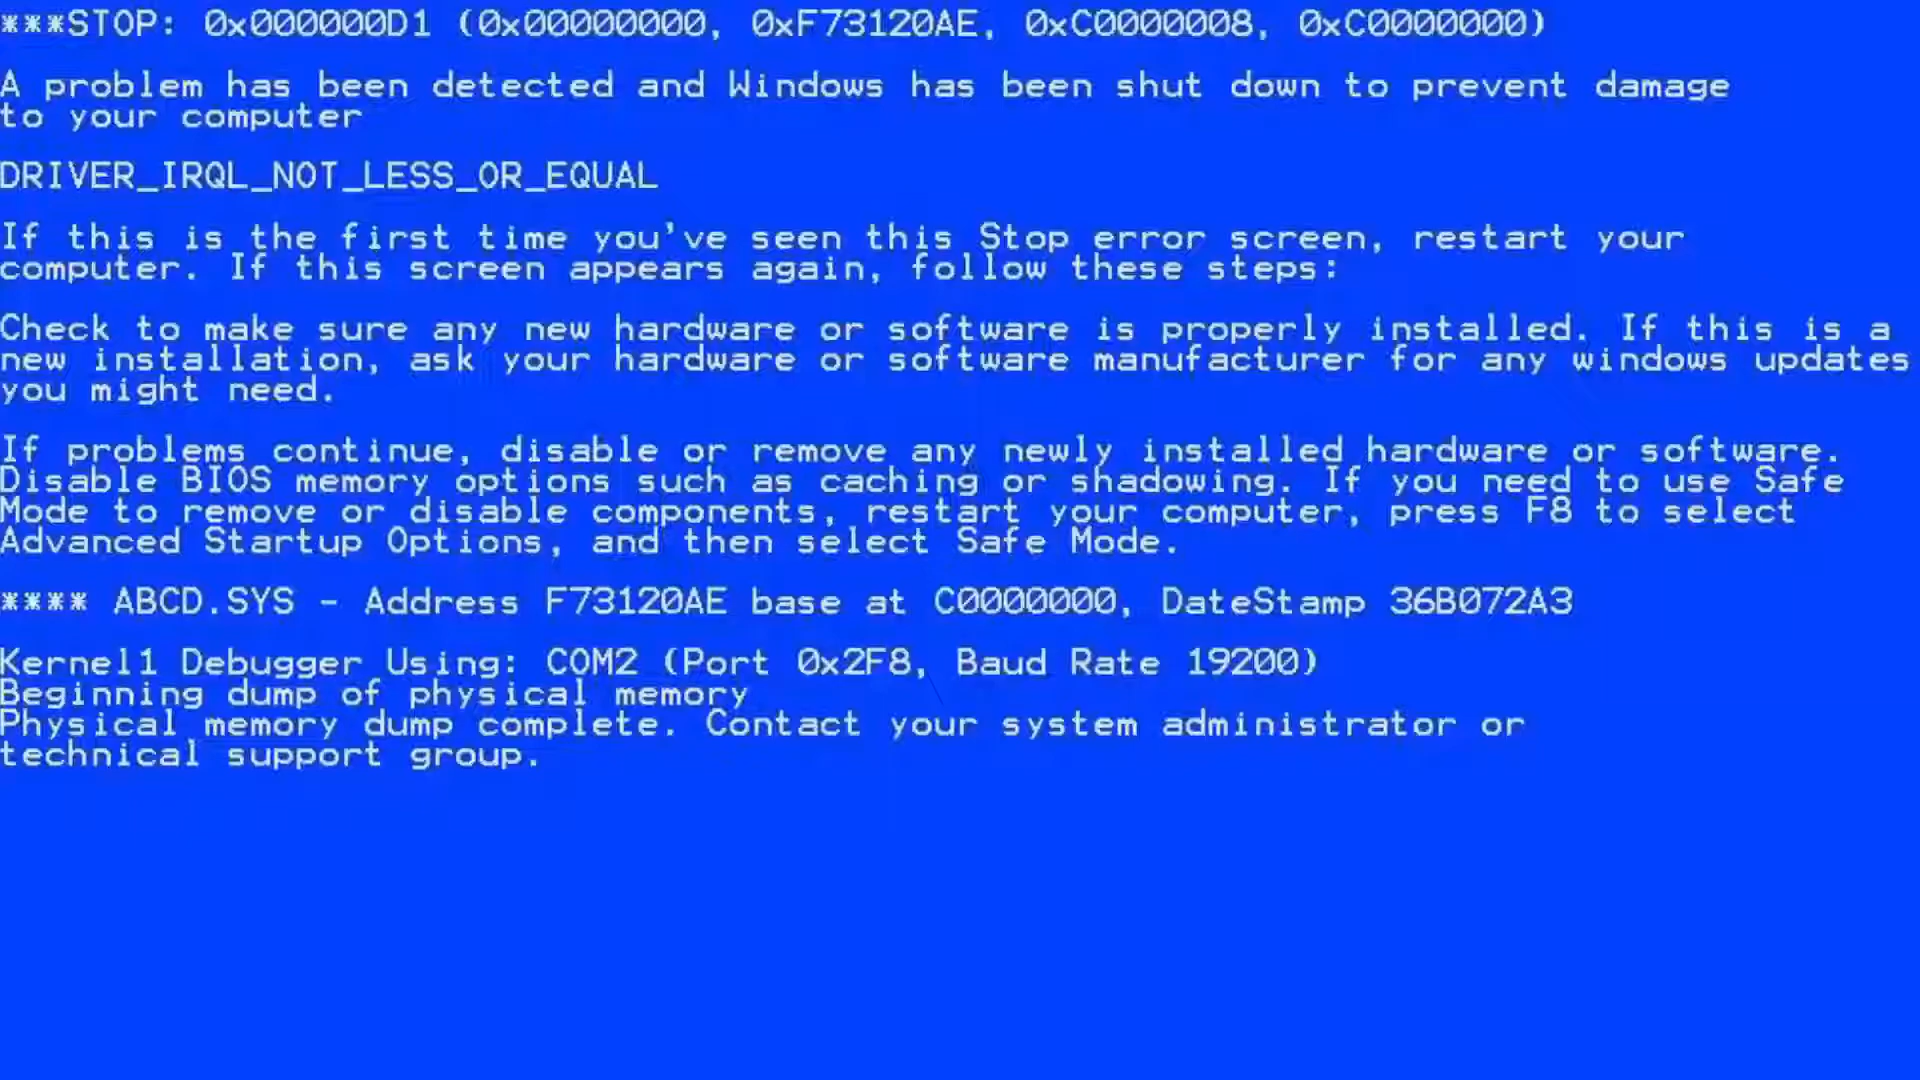 ***STOP: 0x000000D1 (0x00000000, 0xF73120AE, 0xC0000008, 0xC0000000)
A problem has been detected and Windows has been shut down to prevent damage
to your computer
DRIVER_IRQL_NOT_LESS_OR_EQUAL
If this is the first time you've seen this Stop error screen, restart your
computer. If this screen appears again, follow these steps:
Check to make sure any new hardware or software is properly installed. If this is a
new installation, ask your hardware or software manufacturer for any windows updates
you might need.
If problems continue, disable or remove any newly installed hardware or software.
Disable BIOS memory options such as caching or shadowing. If you need to use Safe
Mode to remove or disable components, restart your computer, press F8 to select
Advanced Startup Options, and then select Safe Mode.
**** ABCD.SYS - Address F73120AE base at C0000000, DateStamp 36B072A3
Kernel1 Debugger Using: COM2 (Port 0x2F8, Baud Rate 19200)
Beginning dump of physical memory
Physical memory dump complete. Contact your system administrator or
technical support group.